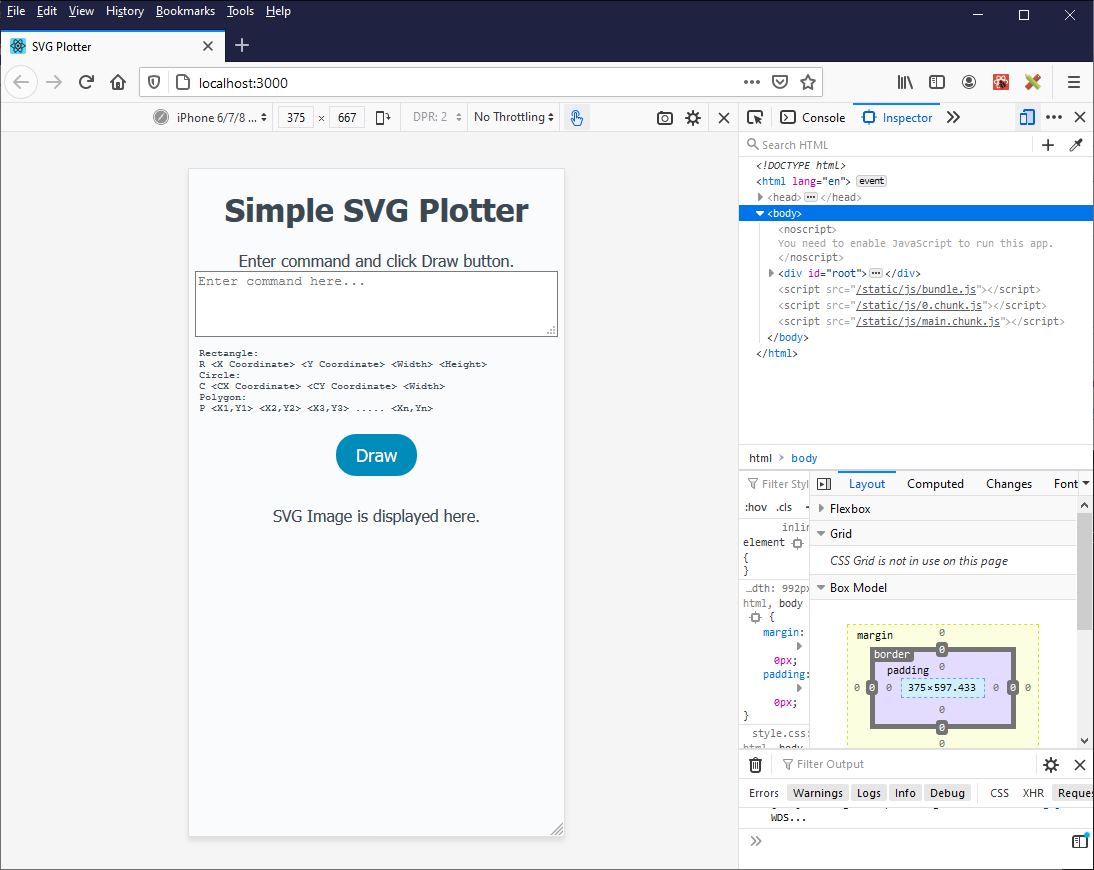 File Edit View History Bookmarks Tools Help
SVG Plotter
localhost:3000
iPhone 6/7/8 ... 375 × 667 DPR: 2 No Throttling
Console Inspector
Search HTML
<!DOCTYPE html>
<html lang="en"> event
<head> ··· </head>
<body>
<noscript>
You need to enable JavaScript to run this app.
</noscript>
<div id="root"> ··· </div>
<script src="/static/js/bundle.js"></script>
<script src="/static/js/0.chunk.js"></script>
<script src="/static/js/main.chunk.js"></script>
</body>
</html>
html > body
Simple SVG Plotter
Enter command and click Draw button.
Enter command here...
Rectangle:
R <X Coordinate> <Y Coordinate> <Width> <Height>
Circle:
C <CX Coordinate> <CY Coordinate> <Width>
Polygon:
P <X1,Y1> <X2,Y2> <X3,Y3> ..... <Xn,Yn>
Draw
SVG Image is displayed here.
Filter Styl
:hov .cls
inlin
element
{
}
…dth: 992px
html, body
{
margin:
0px;
padding:
0px;
}
style.css:
html, body
Layout Computed Changes Font
Flexbox
Grid
CSS Grid is not in use on this page
Box Model
margin 0
border 0
padding 0
0 0 0 375×597.433 0 0 0
0
0
0
Filter Output
Errors Warnings Logs Info Debug CSS XHR Reques
WDS...